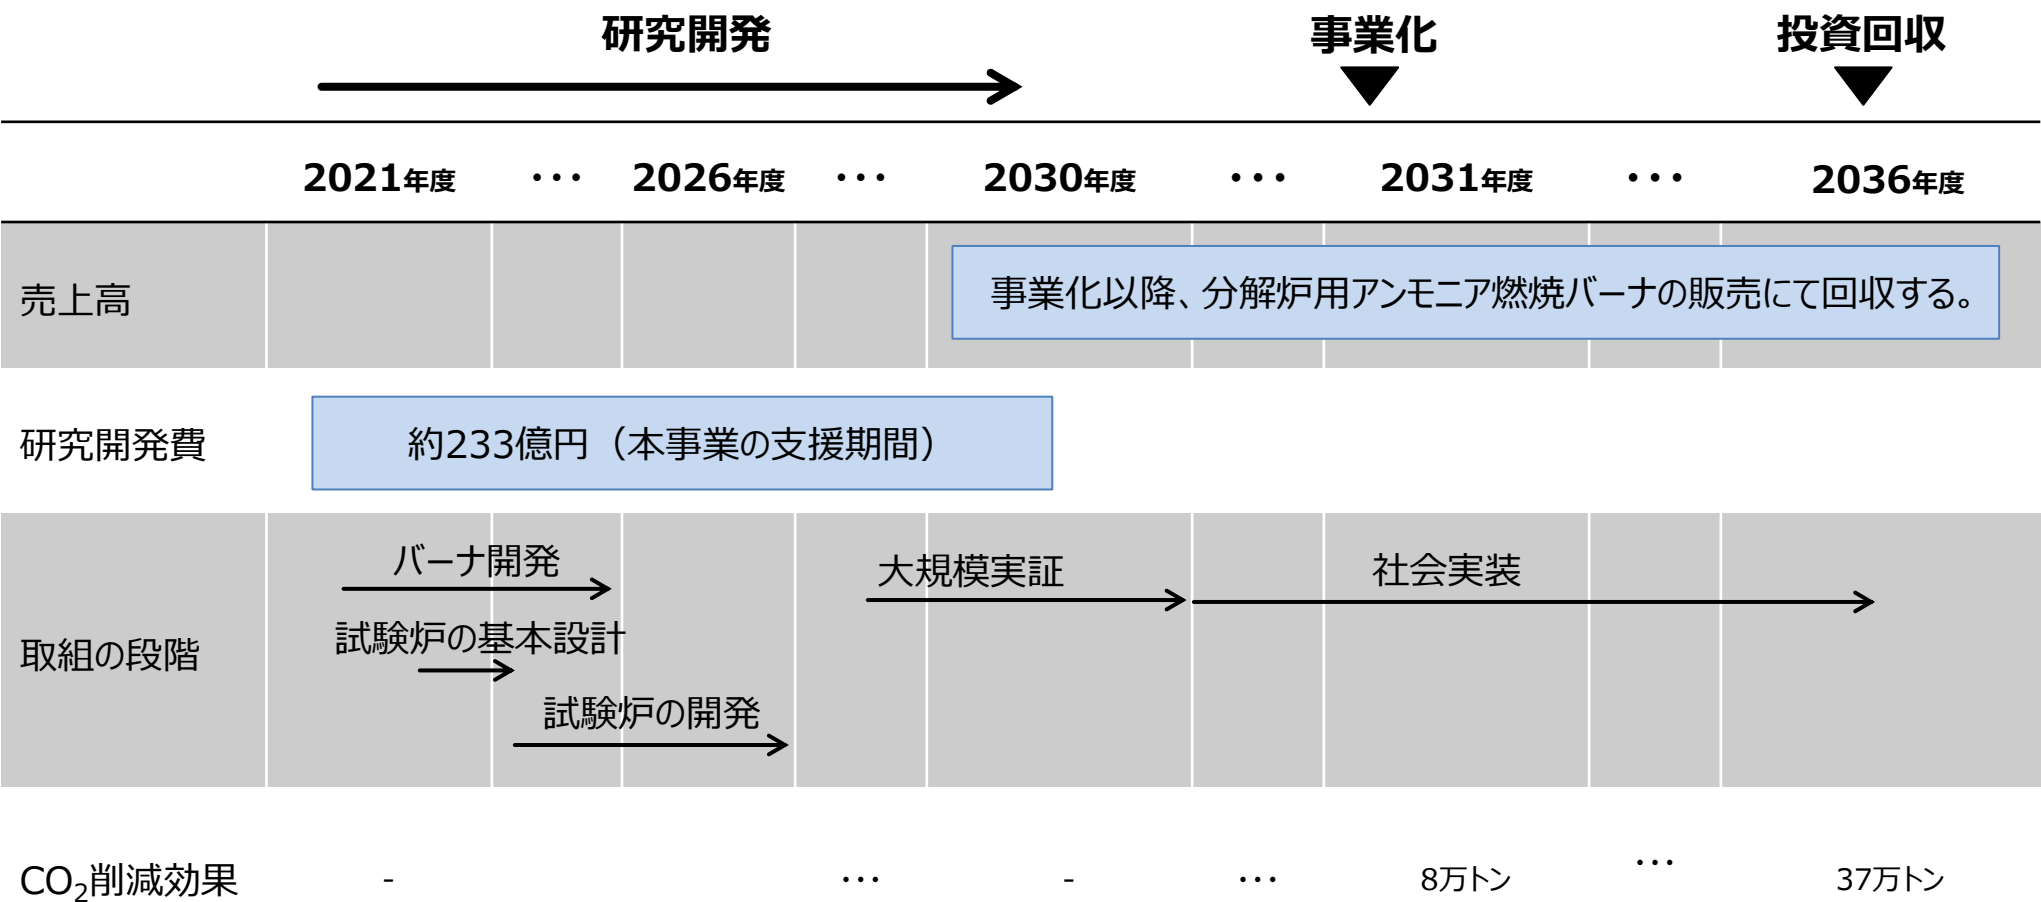 研究開発 事業化 投資回収
2021年度 ・・・ 2026年度 ・・・ 2030年度 ・・・ 2031年度 ・・・ 2036年度
売上高 事業化以降、分解炉用アンモニア燃焼バーナの販売にて回収する。
研究開発費 約233億円（本事業の支援期間）
取組の段階
バーナ開発
大規模実証
社会実装
試験炉の基本設計
試験炉の開発
CO₂削減効果 - ・・・ - ・・・ 8万トン ・・・ 37万トン